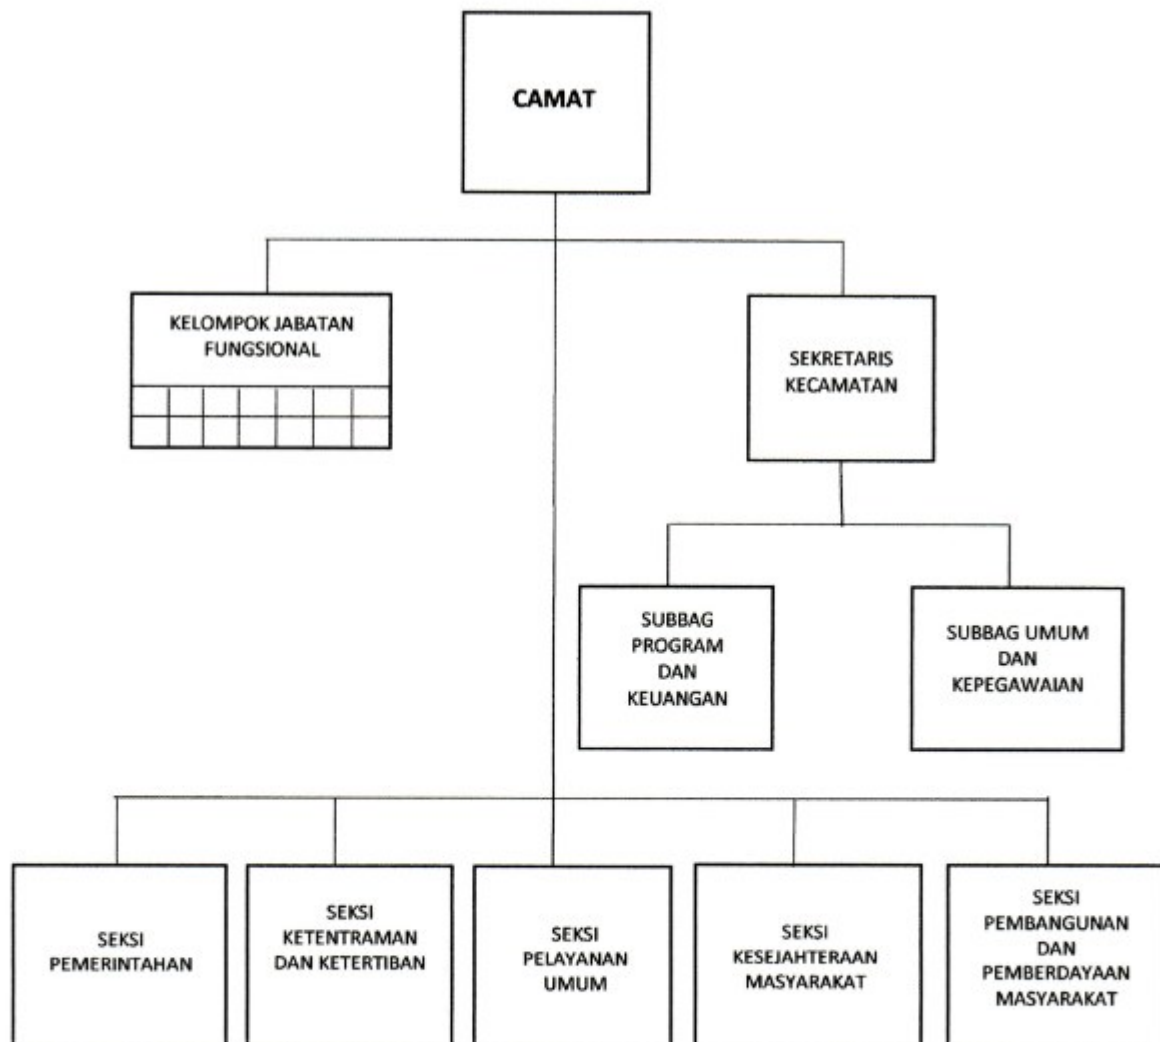 CAMAT
KELOMPOK JABATAN
FUNGSIONAL
SEKRETARIS
KECAMATAN
SUBBAG
PROGRAM
DAN
KEUANGAN
SUBBAG UMUM
DAN
KEPEGAWAIAN
SEKSI
PEMERINTAHAN
SEKSI
KETENTRAMAN
DAN KETERTIBAN
SEKSI
PELAYANAN
UMUM
SEKSI
KESEJAHTERAAN
MASYARAKAT
SEKSI
PEMBANGUNAN
DAN
PEMBERDAYAAN
MASYARAKAT